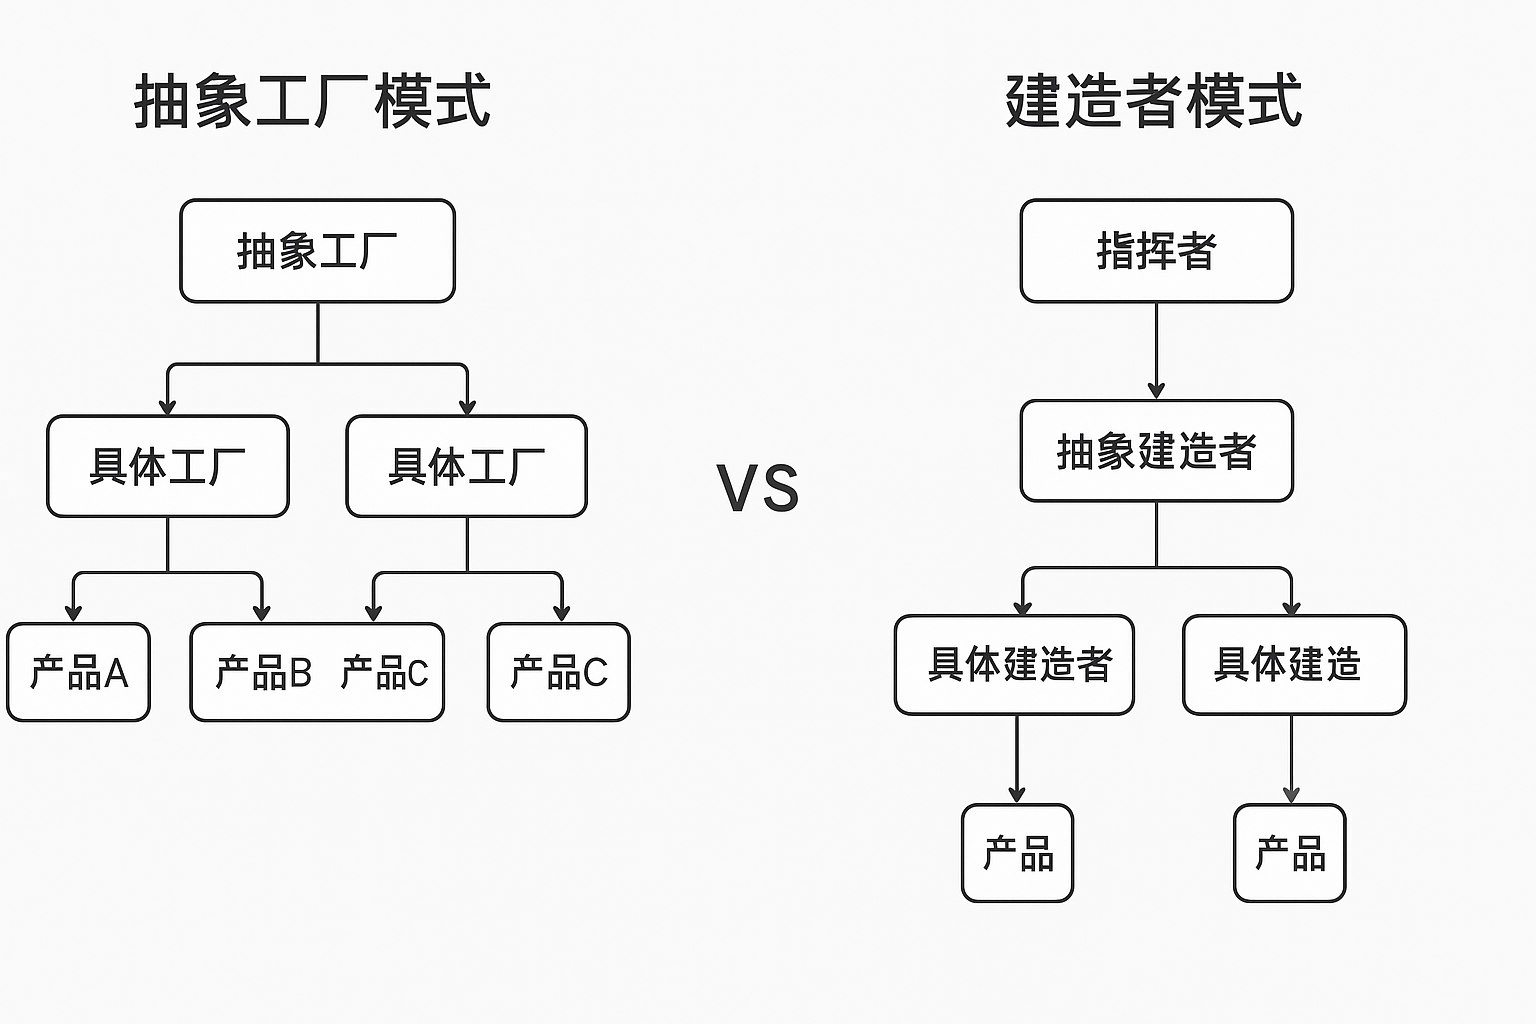 抽象工厂模式
抽象工厂
具体工厂
具体工厂
产品A
产品B 产品C
产品C
VS
建造者模式
指挥者
抽象建造者
具体建造者
具体建造
产品
产品